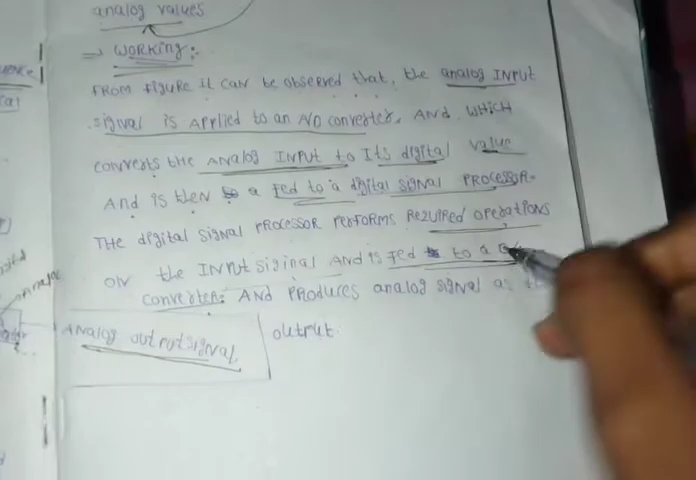 analog values
→ WORKING:-
FROM FIGURE it CAN be observed that, the analog INPUT
signal is APPLIED to an A/D converter, AND WHICH
converts the ANALOG INPUT to Its digital value
And is then a Fed to a digital signal PROCESSOR.
THE digital SIGNAL PROCESSOR PERFORMS REQUIRED OPERATIONS
ON the INPUT siginal AND is Fed to a
converter. AND PRODUCES analog signal as
output.
ANALOG OUTPUT SIGNAL